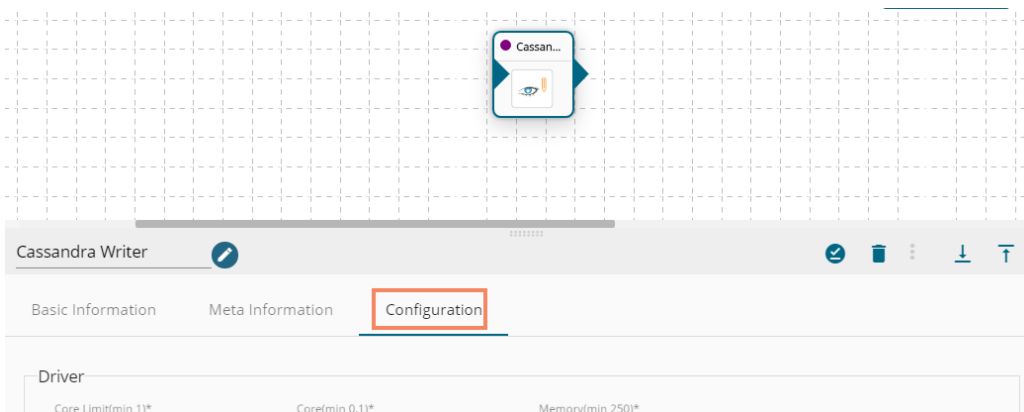 Cassan...
Cassandra Writer
Basic Information Meta Information Configuration
Driver
Core Limit(min 1)* Core(min 0.1)* Memory(min 250)*